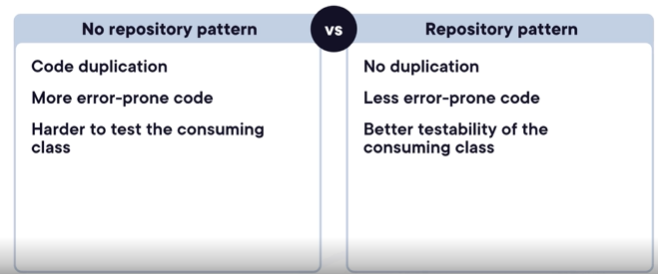 No repository pattern
vs
Repository pattern
Code duplication
More error-prone code
Harder to test the consuming
class
No duplication
Less error-prone code
Better testability of the
consuming class